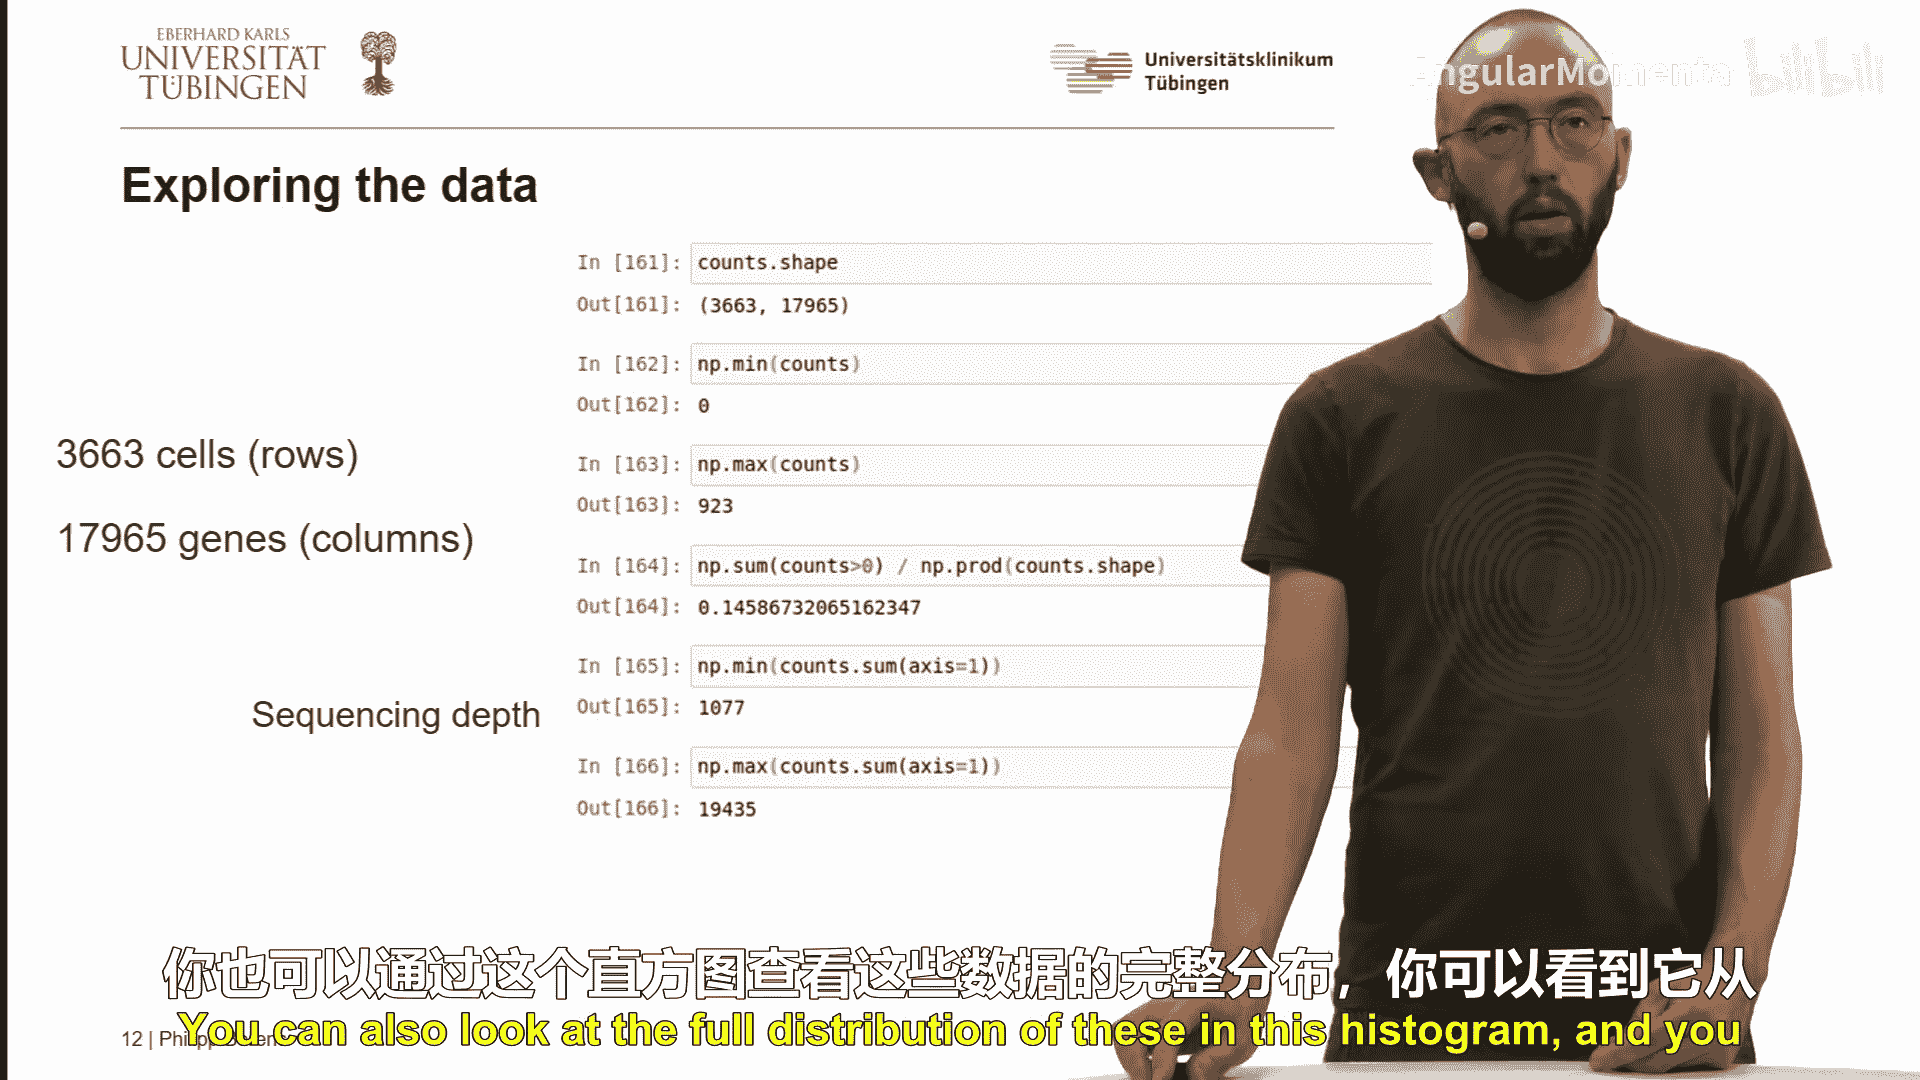 EBERHARD KARLS
UNIVERSITÄT
TÜBINGEN
Universitätsklinikum
Tübingen
AngularMomenta
bilibili
Exploring the data
In [161]: counts.shape
Out[161]: (3663, 17965)
In [162]: np.min(counts)
Out[162]: 0
3663 cells (rows)
In [163]: np.max(counts)
Out[163]: 923
17965 genes (columns)
In [164]: np.sum(counts>0) / np.prod(counts.shape)
Out[164]: 0.14586732065162347
In [165]: np.min(counts.sum(axis=1))
Sequencing depth
Out[165]: 1077
In [166]: np.max(counts.sum(axis=1))
Out[166]: 19435
你也可以通过这个直方图查看这些数据的完整分布，你可以看到它从
You can also look at the full distribution of these in this histogram, and you
12 |